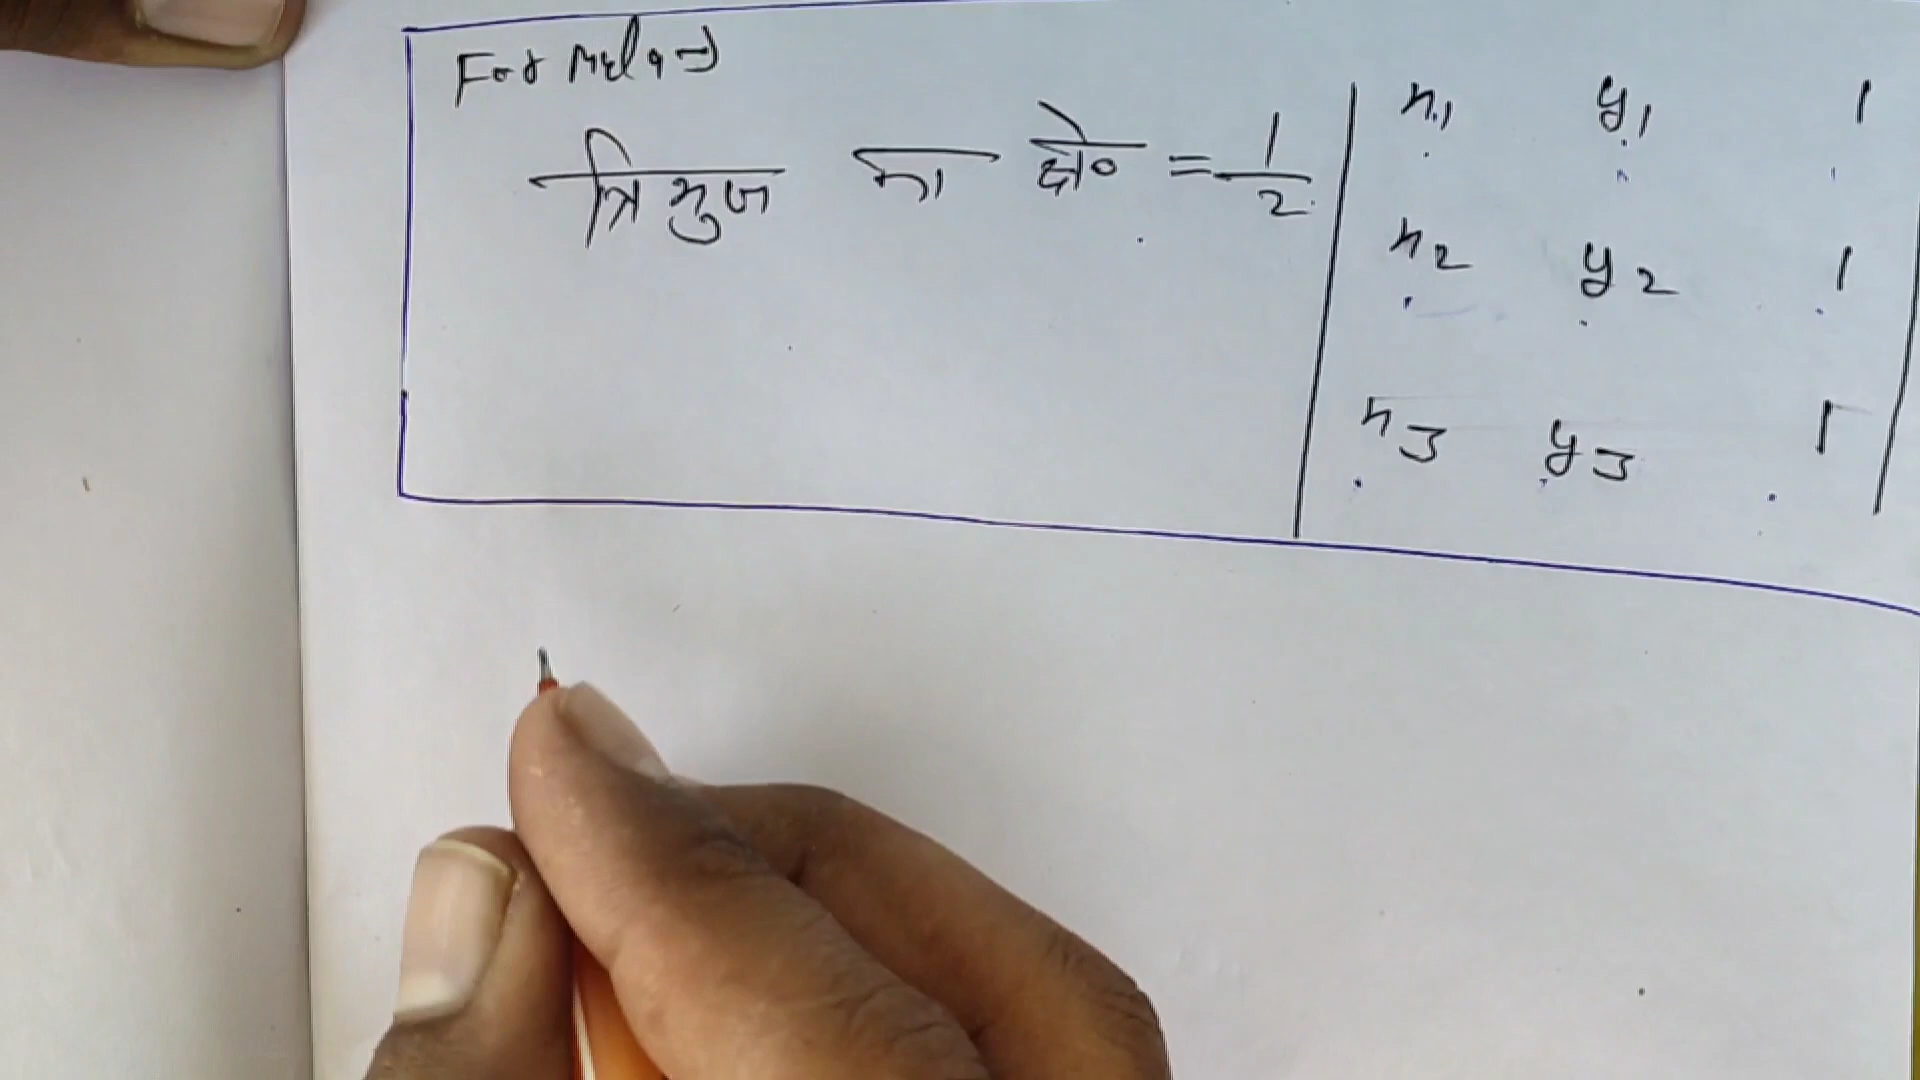 Formula →
त्रिभुज का क्षे० = 1/2 | x1 y1 1 |
x2 y2 1
x3 y3 1